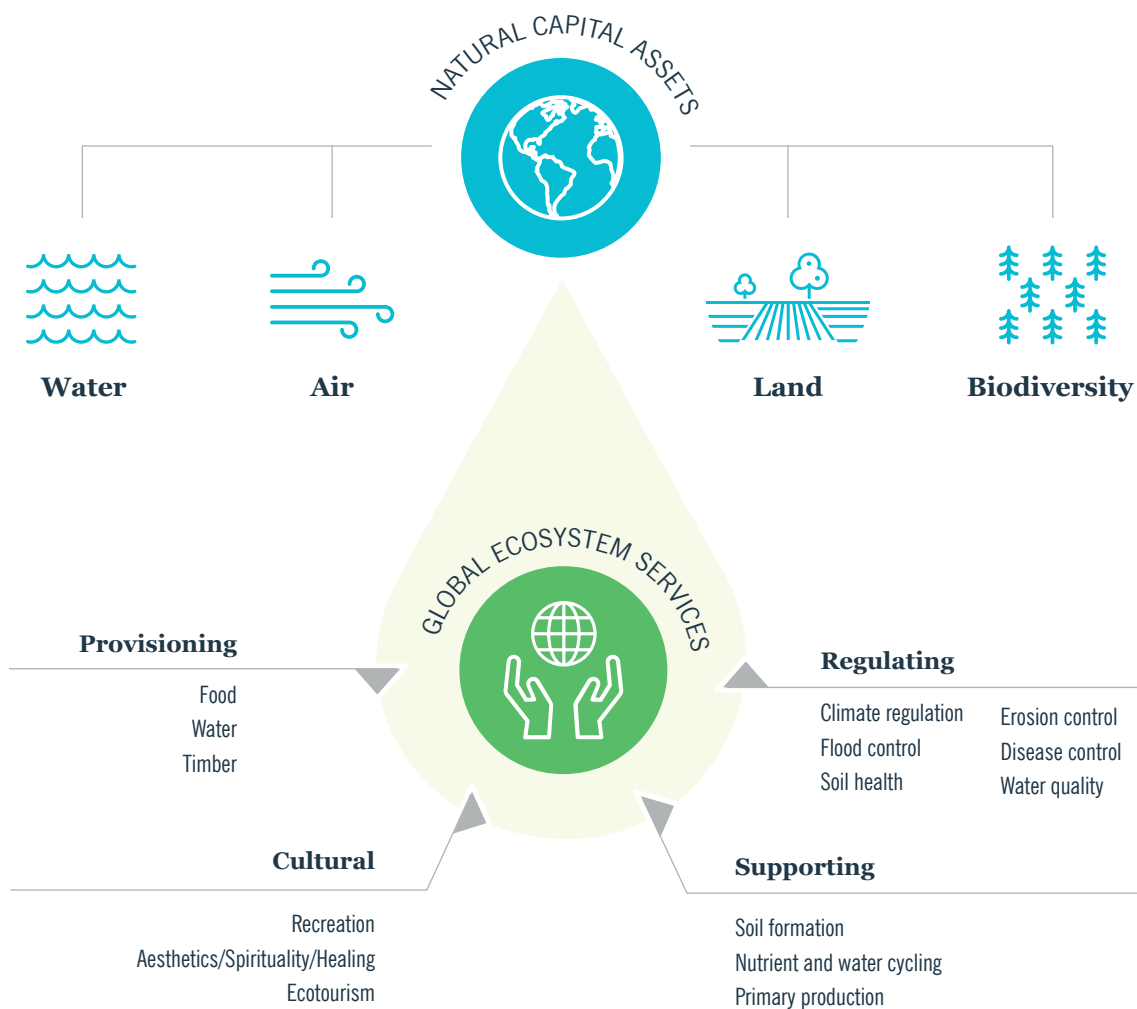 NATURAL CAPITAL ASSETS
Water
Air
Land
Biodiversity
GLOBAL ECOSYSTEM SERVICES
Provisioning
Food
Water
Timber
Regulating
Climate regulation
Flood control
Soil health
Erosion control
Disease control
Water quality
Cultural
Recreation
Aesthetics/Spirituality/Healing
Ecotourism
Supporting
Soil formation
Nutrient and water cycling
Primary production